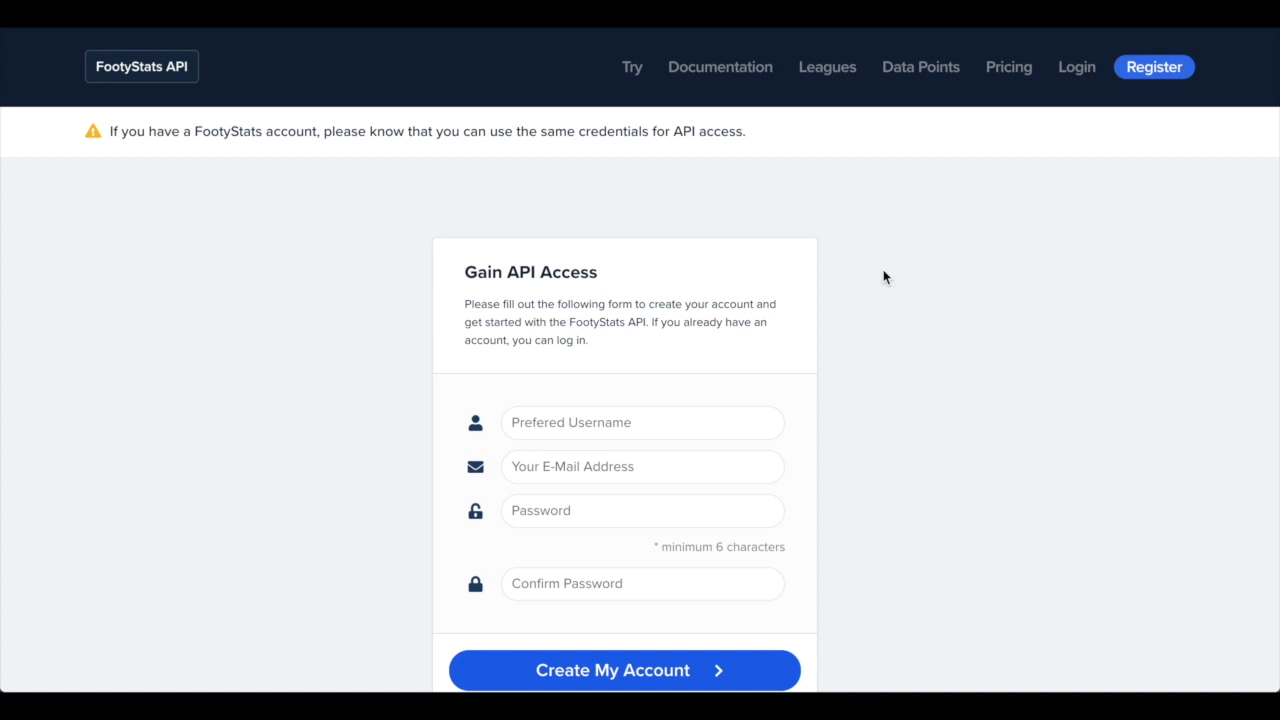 FootyStats API
Try Documentation Leagues Data Points Pricing Login Register
If you have a FootyStats account, please know that you can use the same credentials for API access.
Gain API Access
Please fill out the following form to create your account and
get started with the FootyStats API. If you already have an
account, you can log in.
Prefered Username
Your E-Mail Address
Password
* minimum 6 characters
Confirm Password
Create My Account